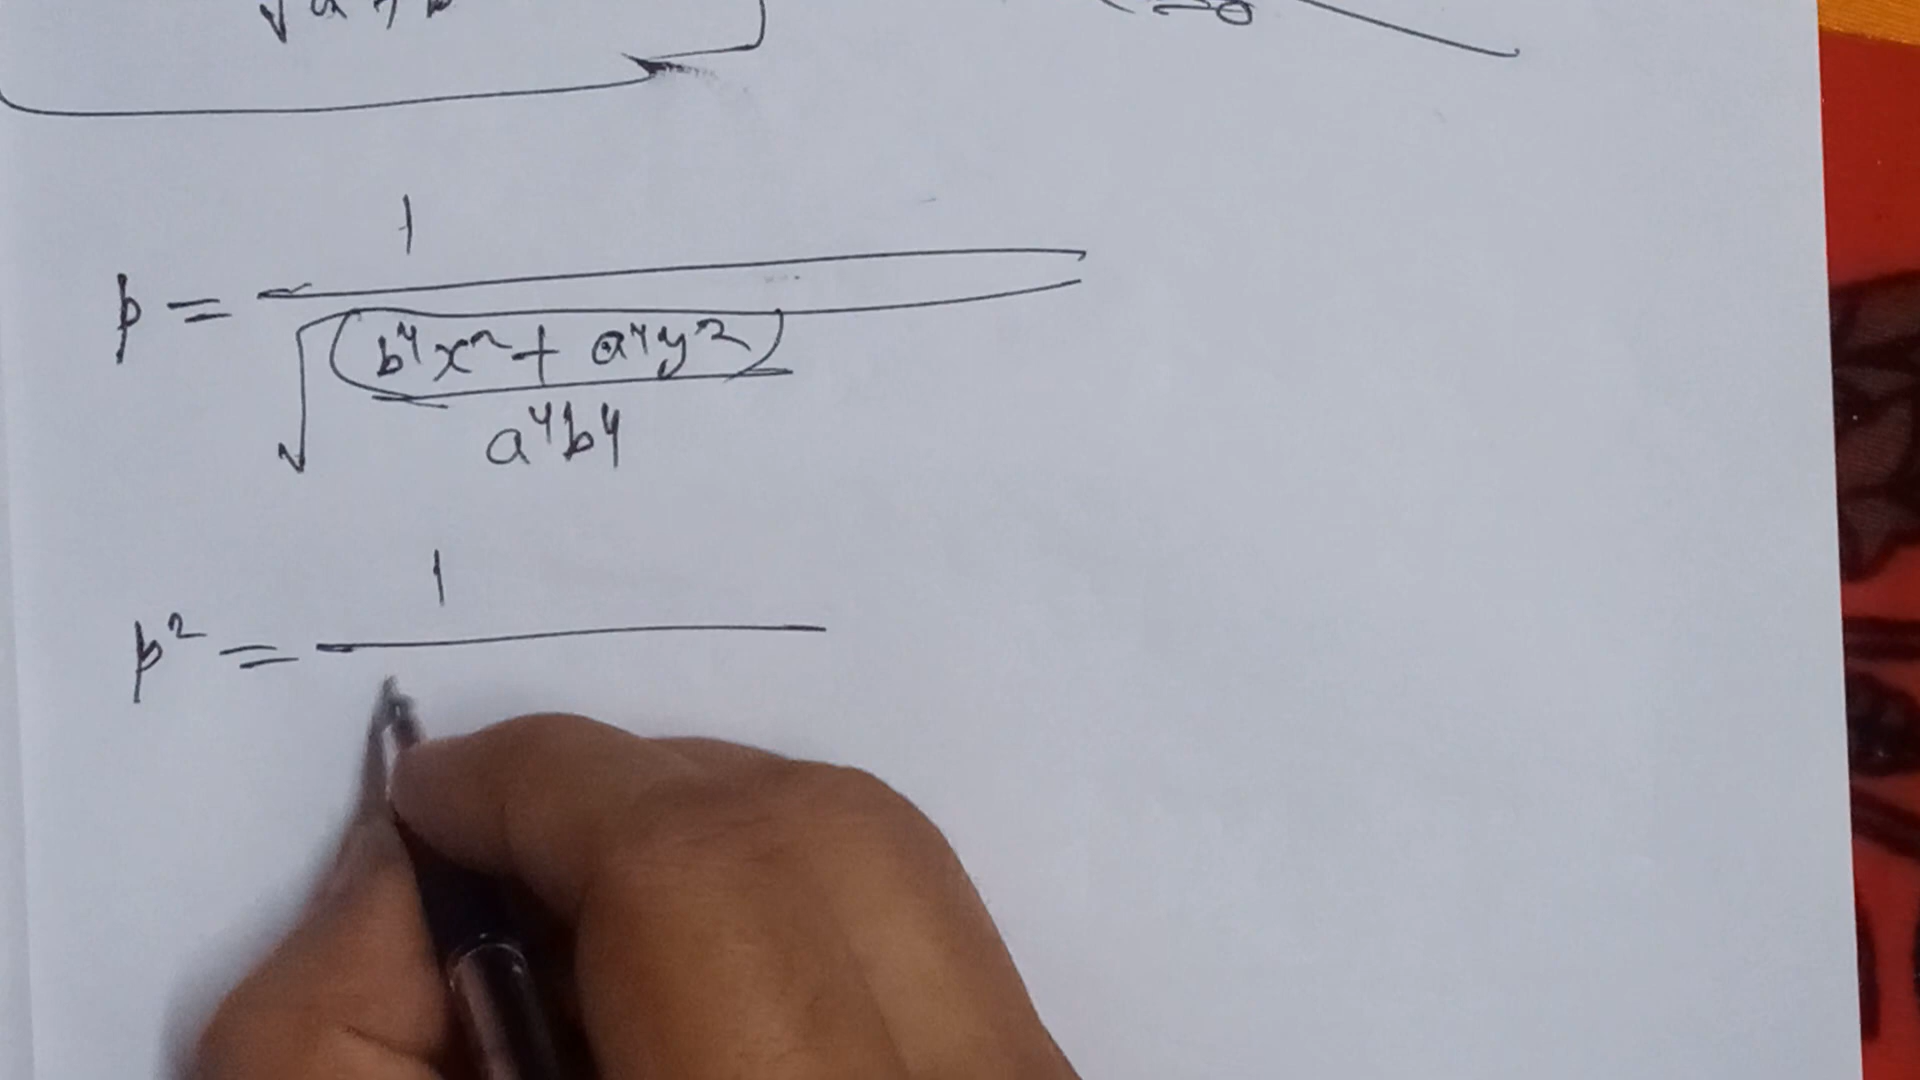 p = 1 / √((b⁴x² + a⁴y²) / a⁴b⁴)
p² = 1 /